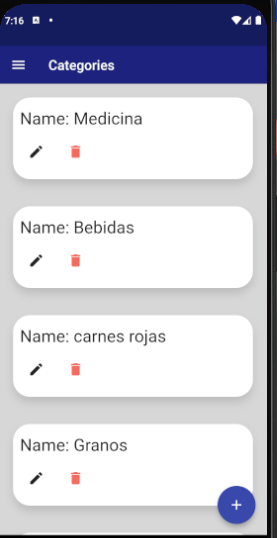 7:16
Categories
Name: Medicina
Name: Bebidas
Name: carnes rojas
Name: Granos